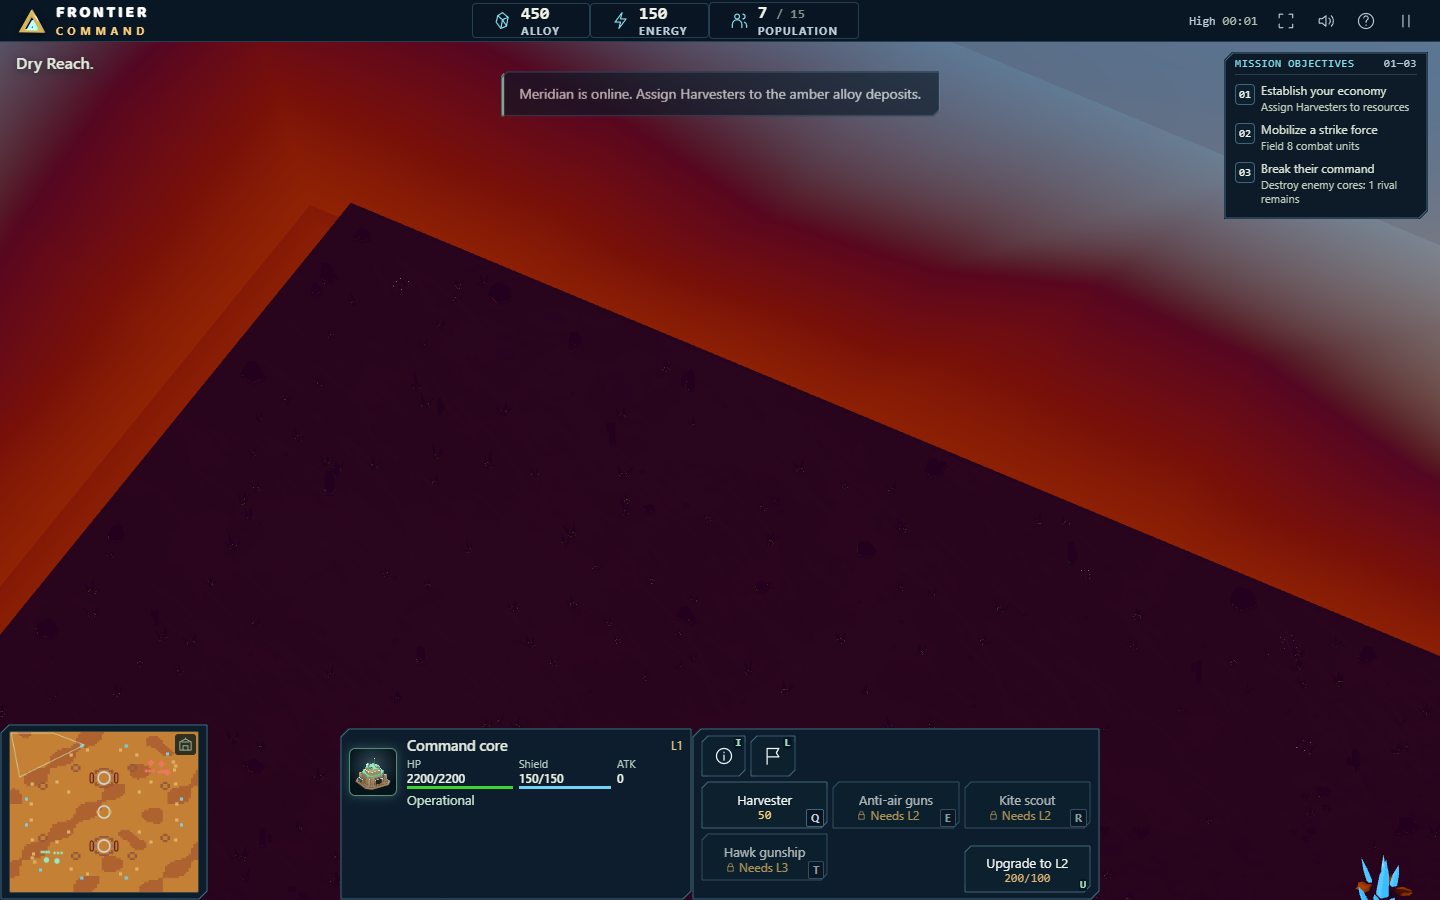 FRONTIER
COMMAND
450
ALLOY
150
ENERGY
7 / 15
POPULATION
High 00:01
Dry Reach.
Meridian is online. Assign Harvesters to the amber alloy deposits.
MISSION OBJECTIVES 01—03
01 Establish your economy
Assign Harvesters to resources
02 Mobilize a strike force
Field 8 combat units
03 Break their command
Destroy enemy cores: 1 rival
remains
Command core L1
HP Shield ATK
2200/2200 150/150 0
Operational
I L
Harvester
50 Q
Anti-air guns
Needs L2 E
Kite scout
Needs L2 R
Hawk gunship
Needs L3 T
Upgrade to L2
200/100 U